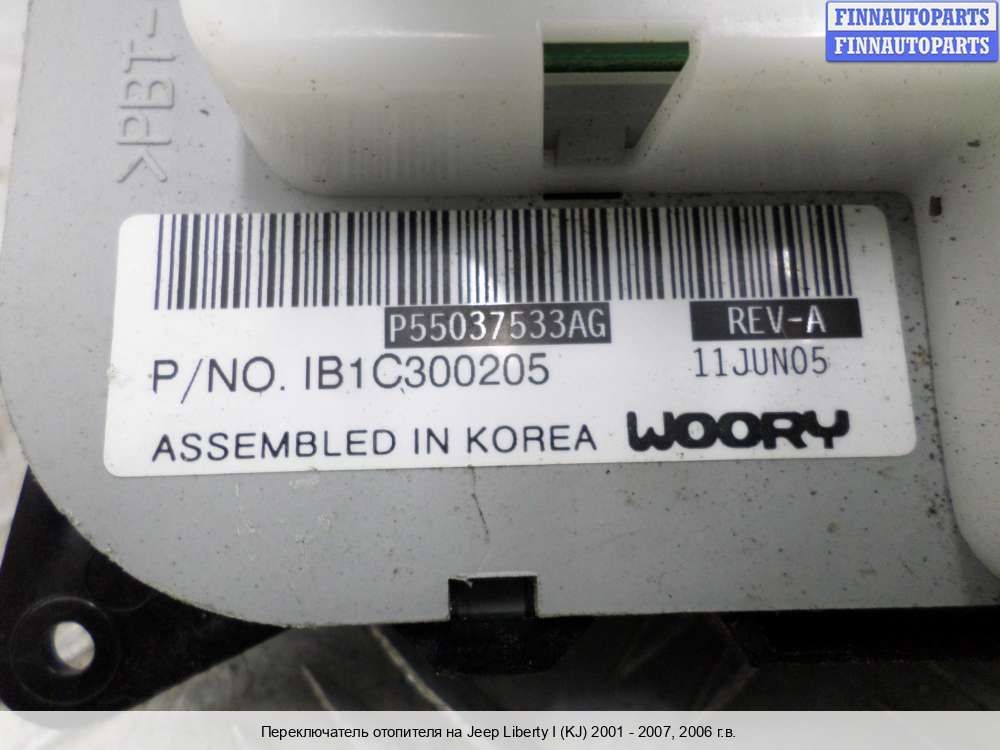 FINNAUTOPARTS
FINNAUTOPARTS
>PBT-
P55037533AG
REV-A
P/NO. IB1C300205
11JUN05
ASSEMBLED IN KOREA WOORY
Переключатель отопителя на Jeep Liberty I (KJ) 2001 - 2007, 2006 г.в.